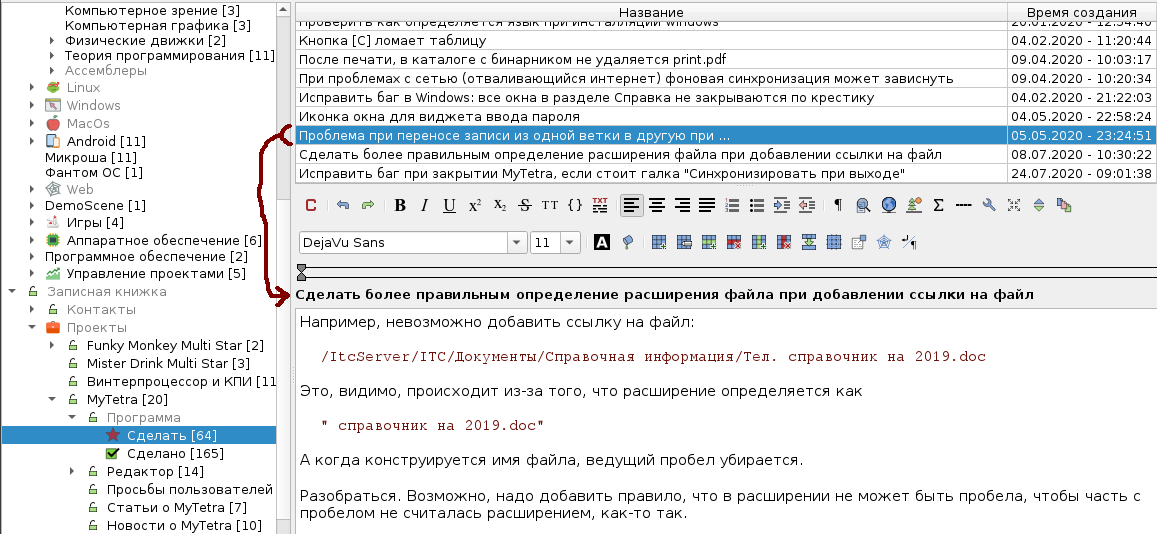 Компьютерное зрение [3]
Компьютерная графика [3]
Физические движки [2]
Теория программирования [11]
Ассемблеры
Linux
Windows
MacOs
Android [11]
Микроша [11]
Фантом ОС [1]
Web
DemoScene [1]
Игры [4]
Аппаратное обеспечение [6]
Программное обеспечение [2]
Управление проектами [5]
Записная книжка
Контакты
Проекты
Funky Monkey Multi Star [2]
Mister Drink Multi Star [3]
Винтерпроцессор и КПИ [11
MyTetra [20]
Программа
Сделать [64]
Сделано [165]
Редактор [14]
Просьбы пользователей
Статьи о MyTetra [7]
Новости о MyTetra [10]
Название Время создания
Проверить как определяется язык при инсталляции Windows 20.01.2020 - 12:54:40
Кнопка [C] ломает таблицу 04.02.2020 - 11:20:44
После печати, в каталоге с бинарником не удаляется print.pdf 09.04.2020 - 10:03:17
При проблемах с сетью (отваливающийся интернет) фоновая синхронизация может зависнуть 09.04.2020 - 10:20:34
Исправить баг в Windows: все окна в разделе Справка не закрываются по крестику 04.02.2020 - 21:22:03
Иконка окна для виджета ввода пароля 04.05.2020 - 22:58:24
Проблема при переносе записи из одной ветки в другую при ... 05.05.2020 - 23:24:51
Сделать более правильным определение расширения файла при добавлении ссылки на файл 08.07.2020 - 10:30:22
Исправить баг при закрытии MyTetra, если стоит галка "Синхронизировать при выходе" 24.07.2020 - 09:01:38
C B I U x² x₂ S TT {} TXT ¶ Σ
DejaVu Sans 11 A
Сделать более правильным определение расширения файла при добавлении ссылки на файл
Например, невозможно добавить ссылку на файл:
/ItcServer/ITC/Документы/Справочная информация/Тел. справочник на 2019.doc
Это, видимо, происходит из-за того, что расширение определяется как
" справочник на 2019.doc"
А когда конструируется имя файла, ведущий пробел убирается.
Разобраться. Возможно, надо добавить правило, что в расширении не может быть пробела, чтобы часть с
пробелом не считалась расширением, как-то так.